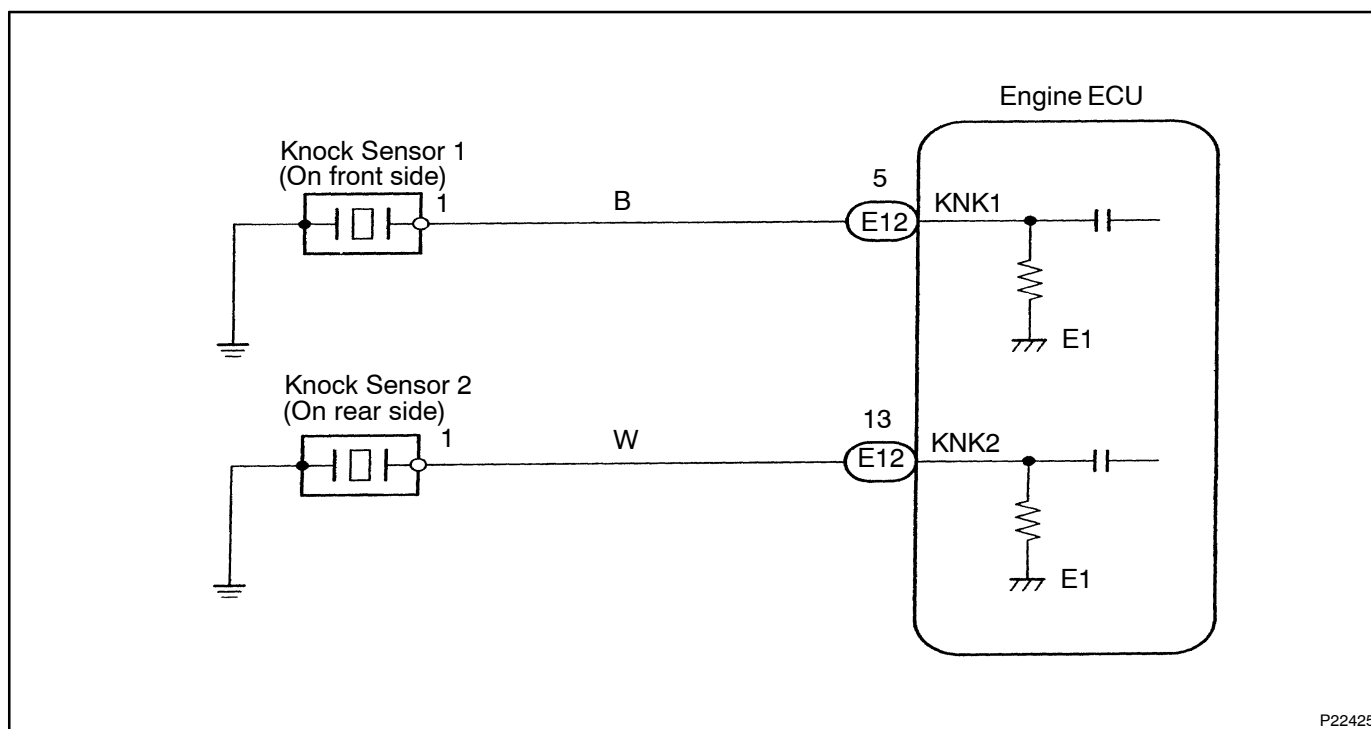 Engine ECU
Knock Sensor 1
(On front side)
1
B
5
E12
KNK1
E1
Knock Sensor 2
(On rear side)
1
W
13
E12
KNK2
E1
P22425